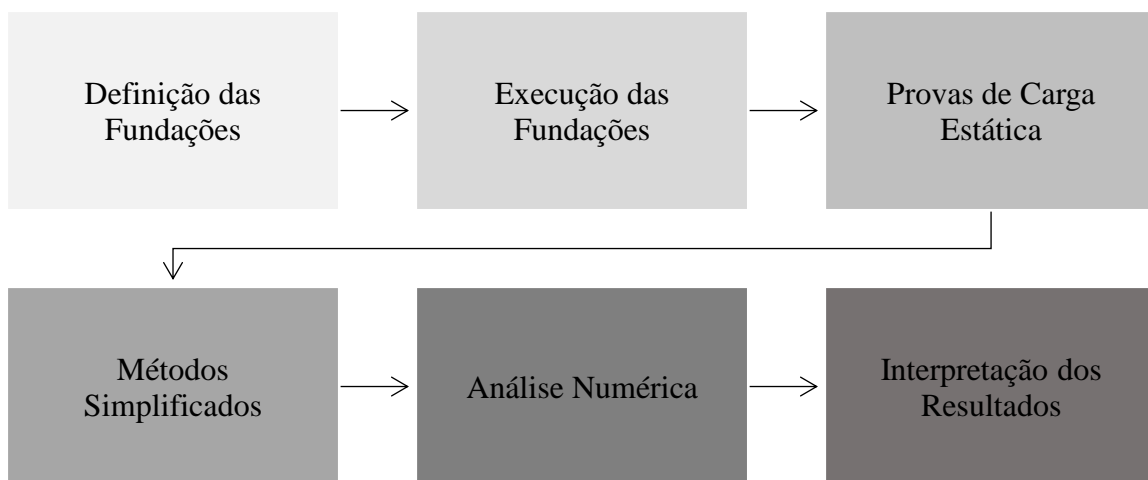 Definição das
Fundações
Execução das
Fundações
Provas de Carga
Estática
Métodos
Simplificados
Análise Numérica
Interpretação dos
Resultados